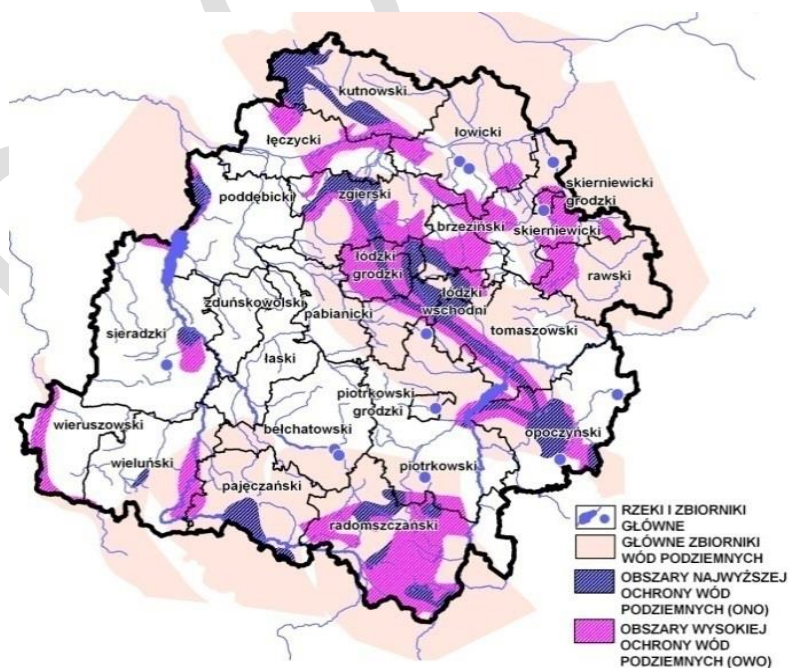 kutnowski
łęczycki
łowicki
skierniewicki
grodzki
poddębicki
zgierski
brzeziński
skierniewicki
łódzki
grodzki
rawski
łódzki
wschodni
zduńskowolski
pabianicki
sieradzki
tomaszowski
łaski
piotrkowski
grodzki
wieruszowski
bełchatowski
opoczyński
wieluński
piotrkowski
pajęczański
radomszczański
RZEKI I ZBIORNIKI
GŁÓWNE
GŁÓWNE ZBIORNIKI
WÓD PODZIEMNYCH
OBSZARY NAJWYŻSZEJ
OCHRONY WÓD
PODZIEMNYCH (ONO)
OBSZARY WYSOKIEJ
OCHRONY WÓD
PODZIEMNYCH (OWO)